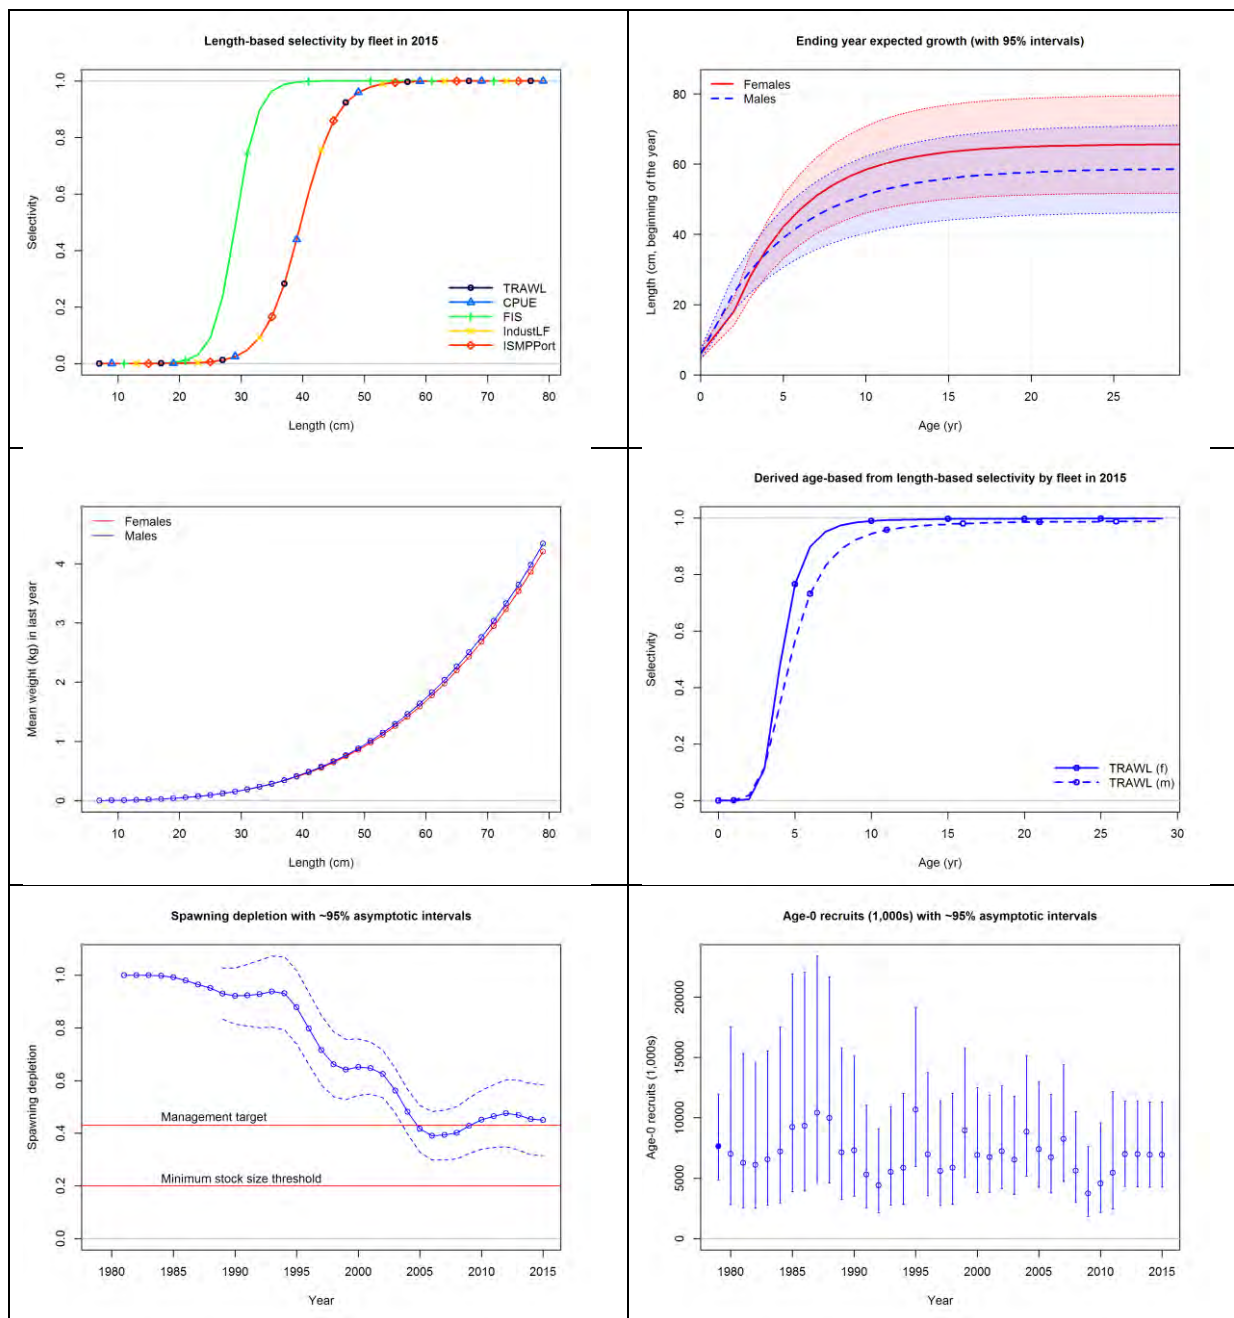 Length-based selectivity by fleet in 2015
Selectivity
0.0 0.2 0.4 0.6 0.8 1.0
TRAWL
CPUE
FIS
IndustLF
ISMPPort
10 20 30 40 50 60 70 80
Length (cm)
Ending year expected growth (with 95% intervals)
Females
Males
Length (cm, beginning of the year)
0 20 40 60 80
0 5 10 15 20 25
Age (yr)
Females
Males
Mean weight (kg) in last year
0 1 2 3 4
10 20 30 40 50 60 70 80
Length (cm)
Derived age-based from length-based selectivity by fleet in 2015
Selectivity
0.0 0.2 0.4 0.6 0.8 1.0
TRAWL (f)
TRAWL (m)
0 5 10 15 20 25 30
Age (yr)
Spawning depletion with ~95% asymptotic intervals
Spawning depletion
0.0 0.2 0.4 0.6 0.8 1.0
Management target
Minimum stock size threshold
1980 1985 1990 1995 2000 2005 2010 2015
Year
Age-0 recruits (1,000s) with ~95% asymptotic intervals
Age-0 recruits (1,000s)
0 5000 10000 15000 20000
1980 1985 1990 1995 2000 2005 2010 2015
Year